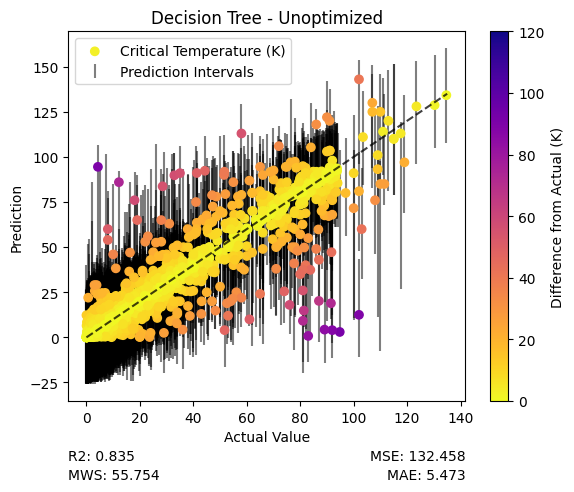 Decision Tree - Unoptimized
Critical Temperature (K)
Prediction Intervals
Prediction
150
125
100
75
50
25
0
−25
0 20 40 60 80 100 120 140
Actual Value
120
100
80
60
40
20
0
Difference from Actual (K)
R2: 0.835 MSE: 132.458
MWS: 55.754 MAE: 5.473